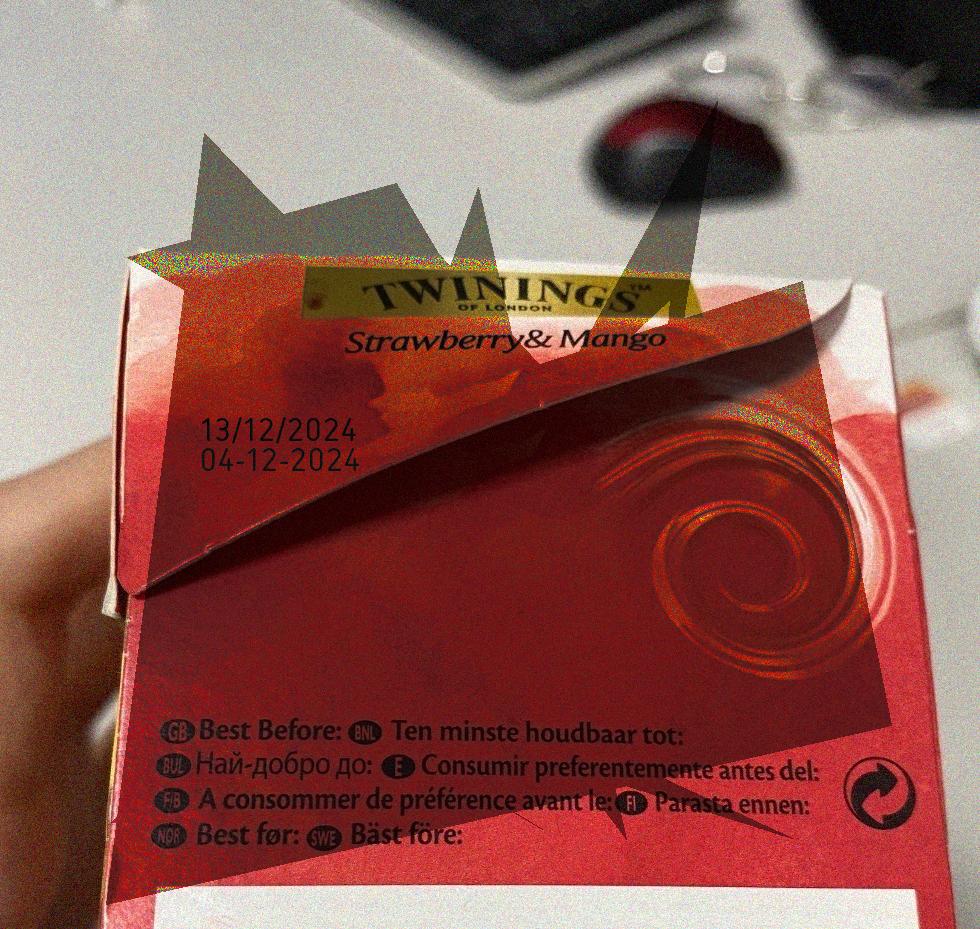 TWININGS™
OF LONDON
Strawberry & Mango
13/12/2024
04-12-2024
GB Best Before: BNL Ten minste houdbaar tot:
BUL Най-добро до: E Consumir preferentemente antes del:
F/B A consommer de préférence avant le: FI Parasta ennen:
NOR Best før: SWE Bäst före: